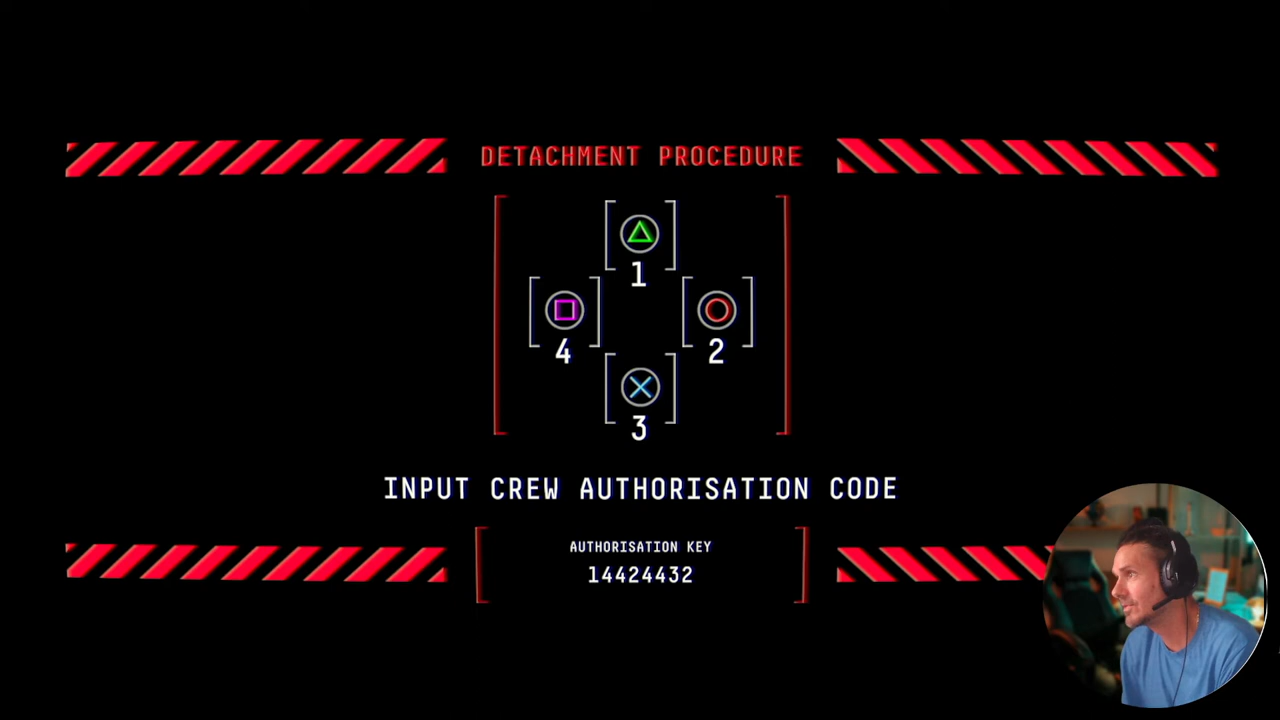 DETACHMENT PROCEDURE
1
4
2
3
INPUT CREW AUTHORISATION CODE
AUTHORISATION KEY
14424432